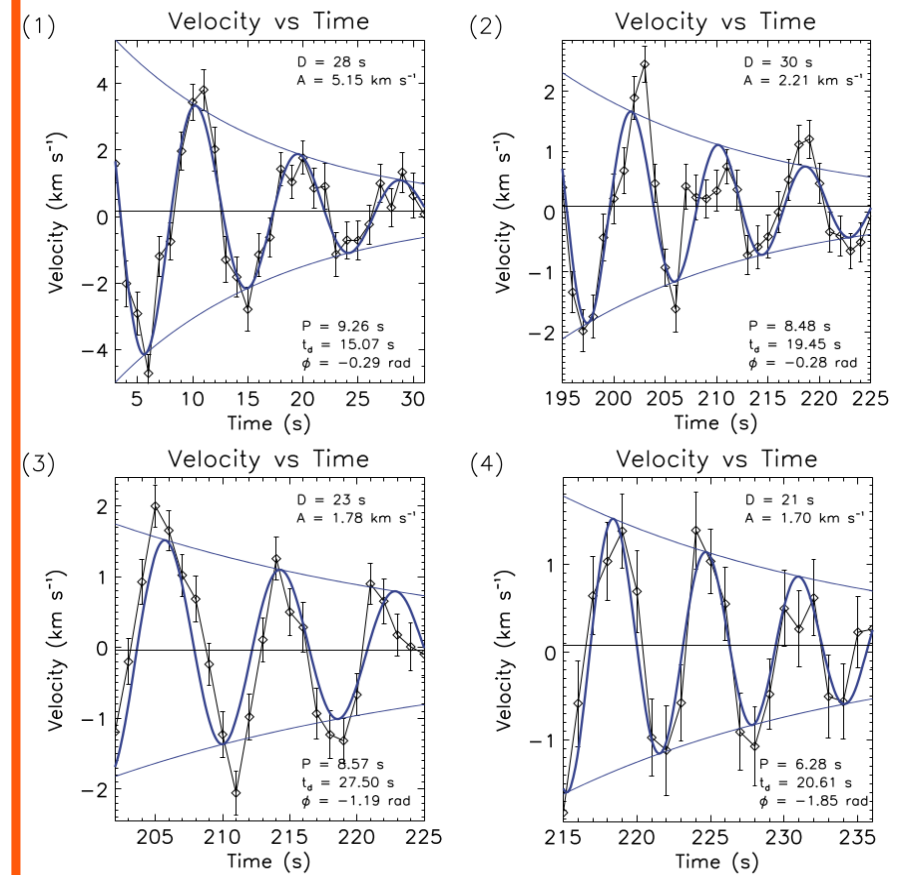 (1)
Velocity vs Time
D = 28 s
A = 5.15 km s⁻¹
4
2
0
−2
−4
Velocity (km s⁻¹)
P = 9.26 s
t_d = 15.07 s
ϕ = −0.29 rad
5 10 15 20 25 30
Time (s)
(2)
Velocity vs Time
D = 30 s
A = 2.21 km s⁻¹
2
1
0
−1
−2
Velocity (km s⁻¹)
P = 8.48 s
t_d = 19.45 s
ϕ = −0.28 rad
195 200 205 210 215 220 225
Time (s)
(3)
Velocity vs Time
D = 23 s
A = 1.78 km s⁻¹
2
1
0
−1
−2
Velocity (km s⁻¹)
P = 8.57 s
t_d = 27.50 s
ϕ = −1.19 rad
205 210 215 220 225
Time (s)
(4)
Velocity vs Time
D = 21 s
A = 1.70 km s⁻¹
1
0
−1
Velocity (km s⁻¹)
P = 6.28 s
t_d = 20.61 s
ϕ = −1.85 rad
215 220 225 230 235
Time (s)